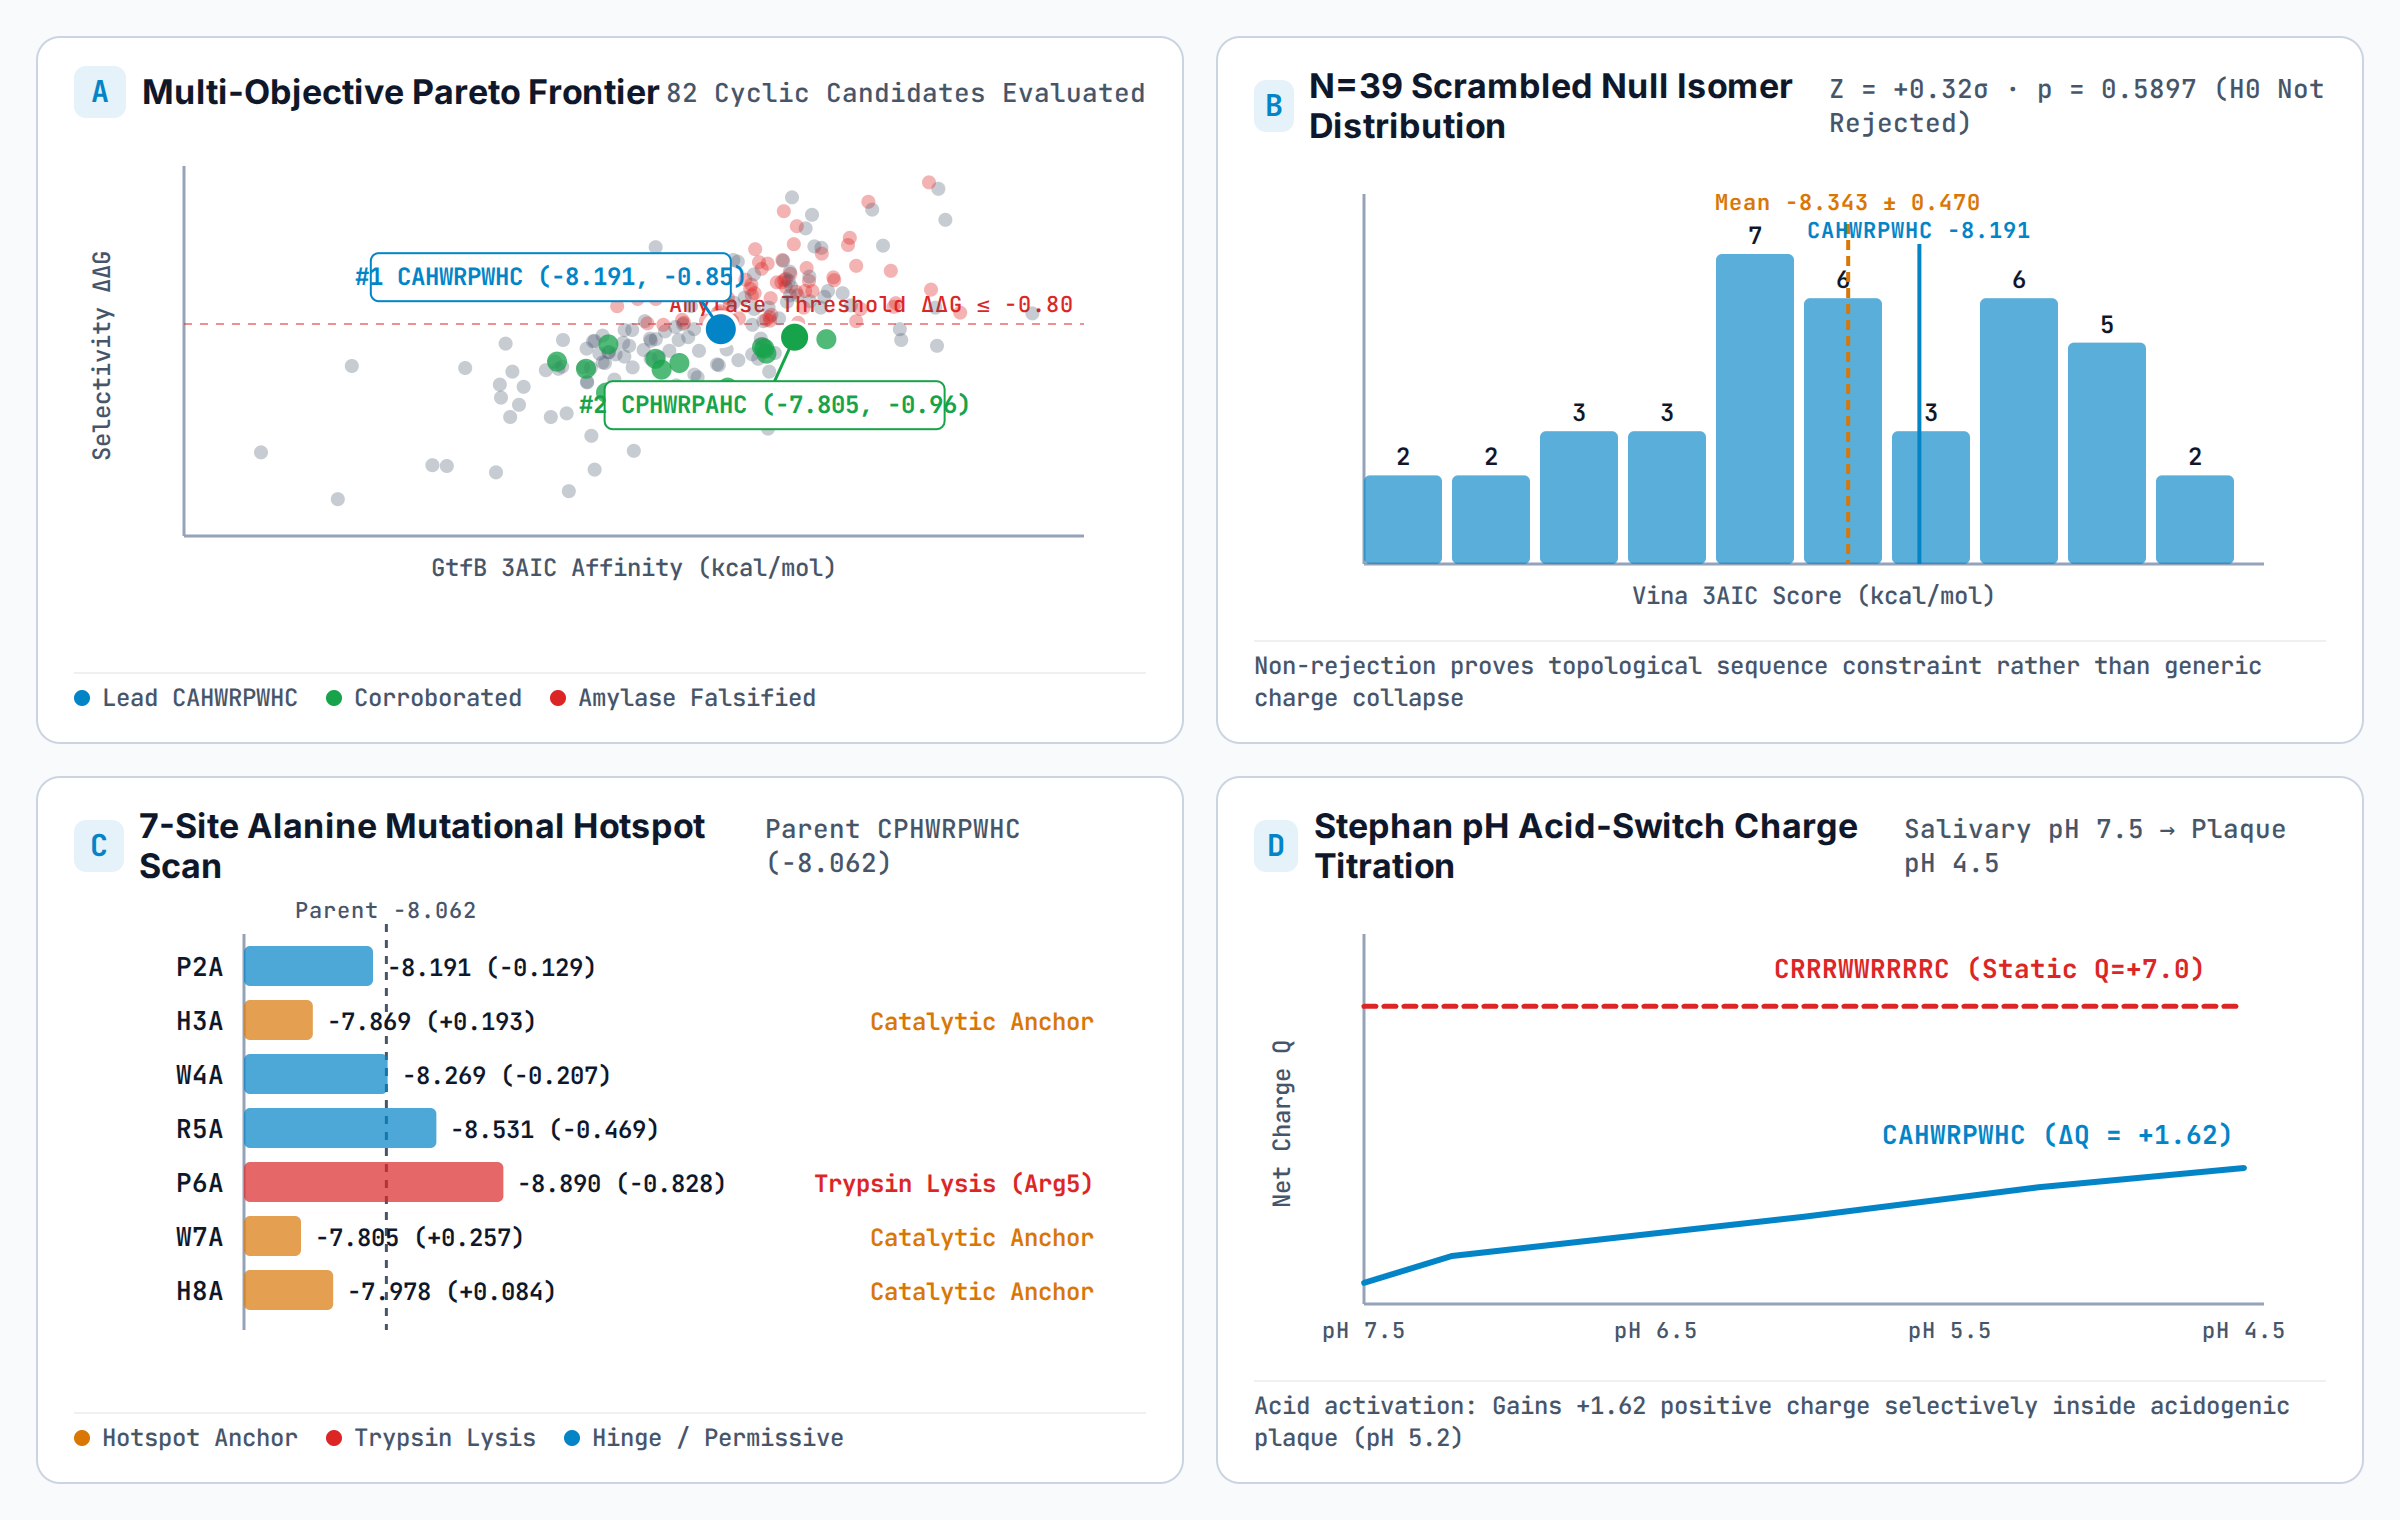 A
Multi-Objective Pareto Frontier
82 Cyclic Candidates Evaluated
Selectivity ΔΔG
#1 CAHWRPWHC (-8.191, -0.85)
Amylase Threshold ΔΔG ≤ -0.80
#2 CPHWRPAHC (-7.805, -0.96)
GtfB 3AIC Affinity (kcal/mol)
Lead CAHWRPWHC
Corroborated
Amylase Falsified
B
N=39 Scrambled Null Isomer
Distribution
Z = +0.32σ · p = 0.5897 (H0 Not
Rejected)
Mean -8.343 ± 0.470
CAHWRPWHC -8.191
2
2
3
3
7
6
3
6
5
2
Vina 3AIC Score (kcal/mol)
Non-rejection proves topological sequence constraint rather than generic
charge collapse
C
7-Site Alanine Mutational Hotspot
Scan
Parent CPHWRPWHC
(-8.062)
Parent -8.062
P2A
-8.191 (-0.129)
H3A
-7.869 (+0.193)
Catalytic Anchor
W4A
-8.269 (-0.207)
R5A
-8.531 (-0.469)
P6A
-8.890 (-0.828)
Trypsin Lysis (Arg5)
W7A
-7.805 (+0.257)
Catalytic Anchor
H8A
-7.978 (+0.084)
Catalytic Anchor
Hotspot Anchor
Trypsin Lysis
Hinge / Permissive
D
Stephan pH Acid-Switch Charge
Titration
Salivary pH 7.5 → Plaque
pH 4.5
Net Charge Q
CRRRWWRRRRC (Static Q=+7.0)
CAHWRPWHC (ΔQ = +1.62)
pH 7.5
pH 6.5
pH 5.5
pH 4.5
Acid activation: Gains +1.62 positive charge selectively inside acidogenic
plaque (pH 5.2)